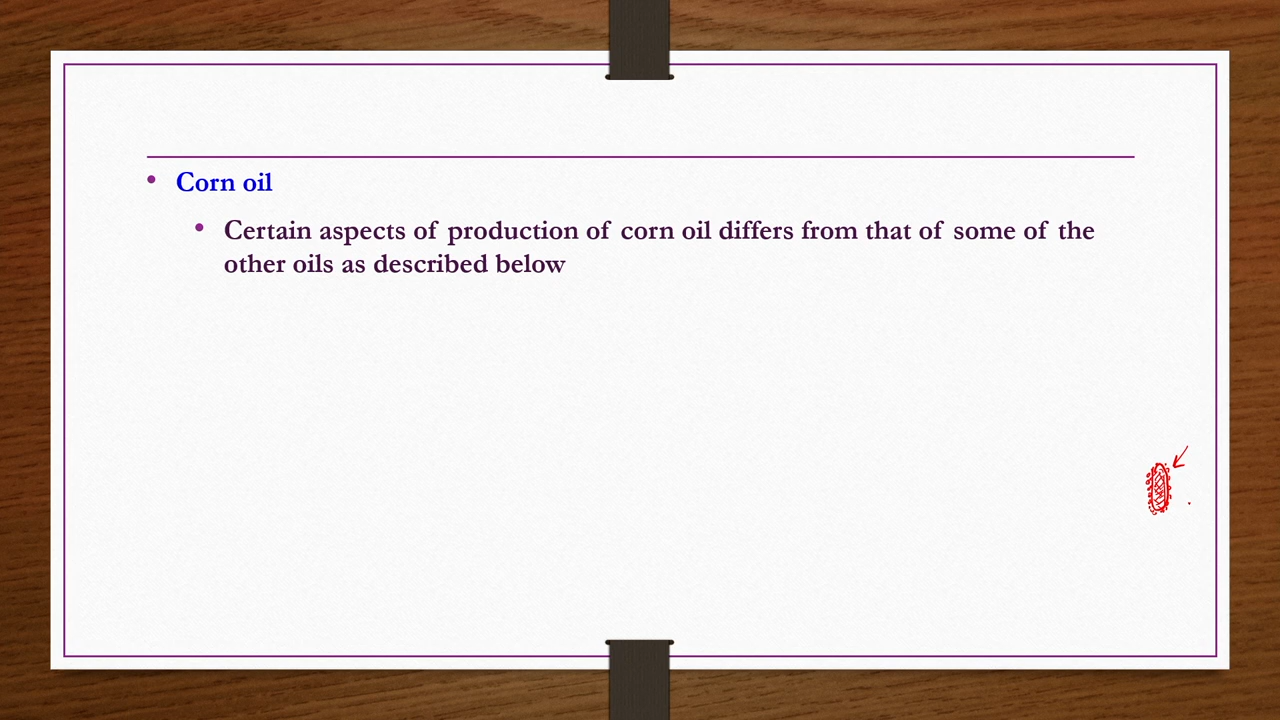 Corn oil
Certain aspects of production of corn oil differs from that of some of the
other oils as described below